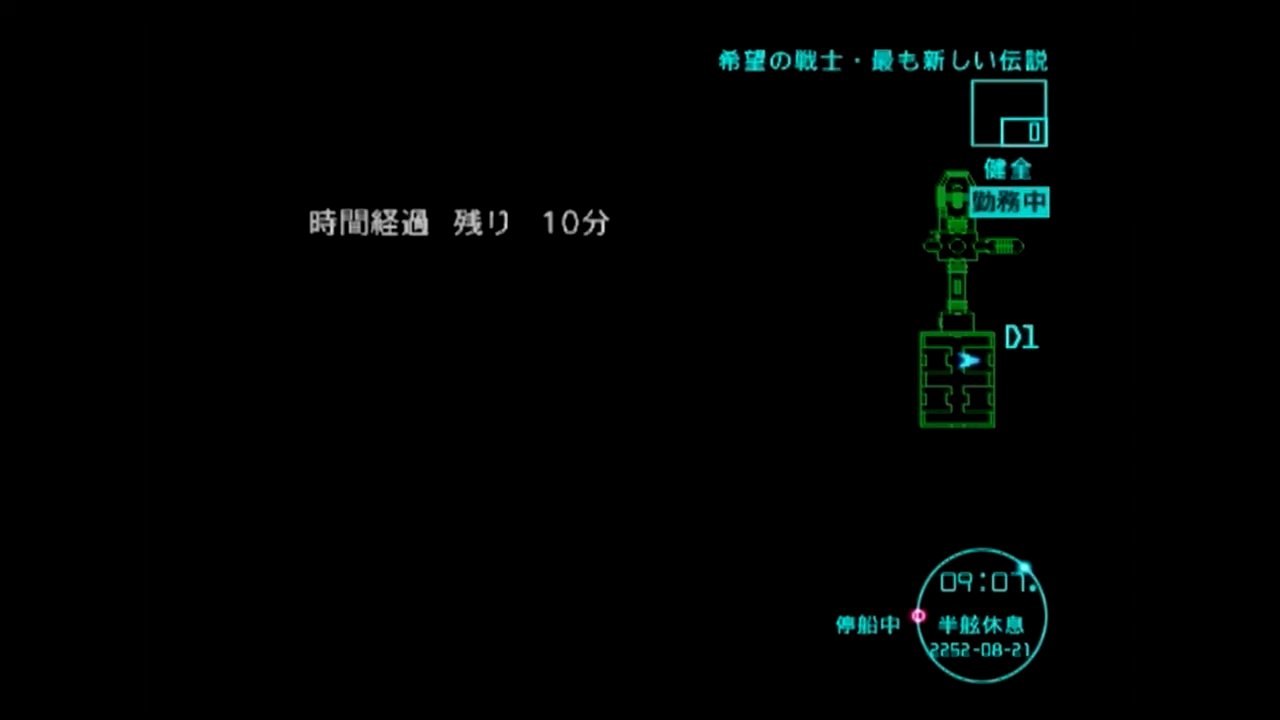 希望の戦士・最も新しい伝説
0
健全
勤務中
時間経過 残り 10分
D1
09:07
停船中
半舷休息
2252-08-21